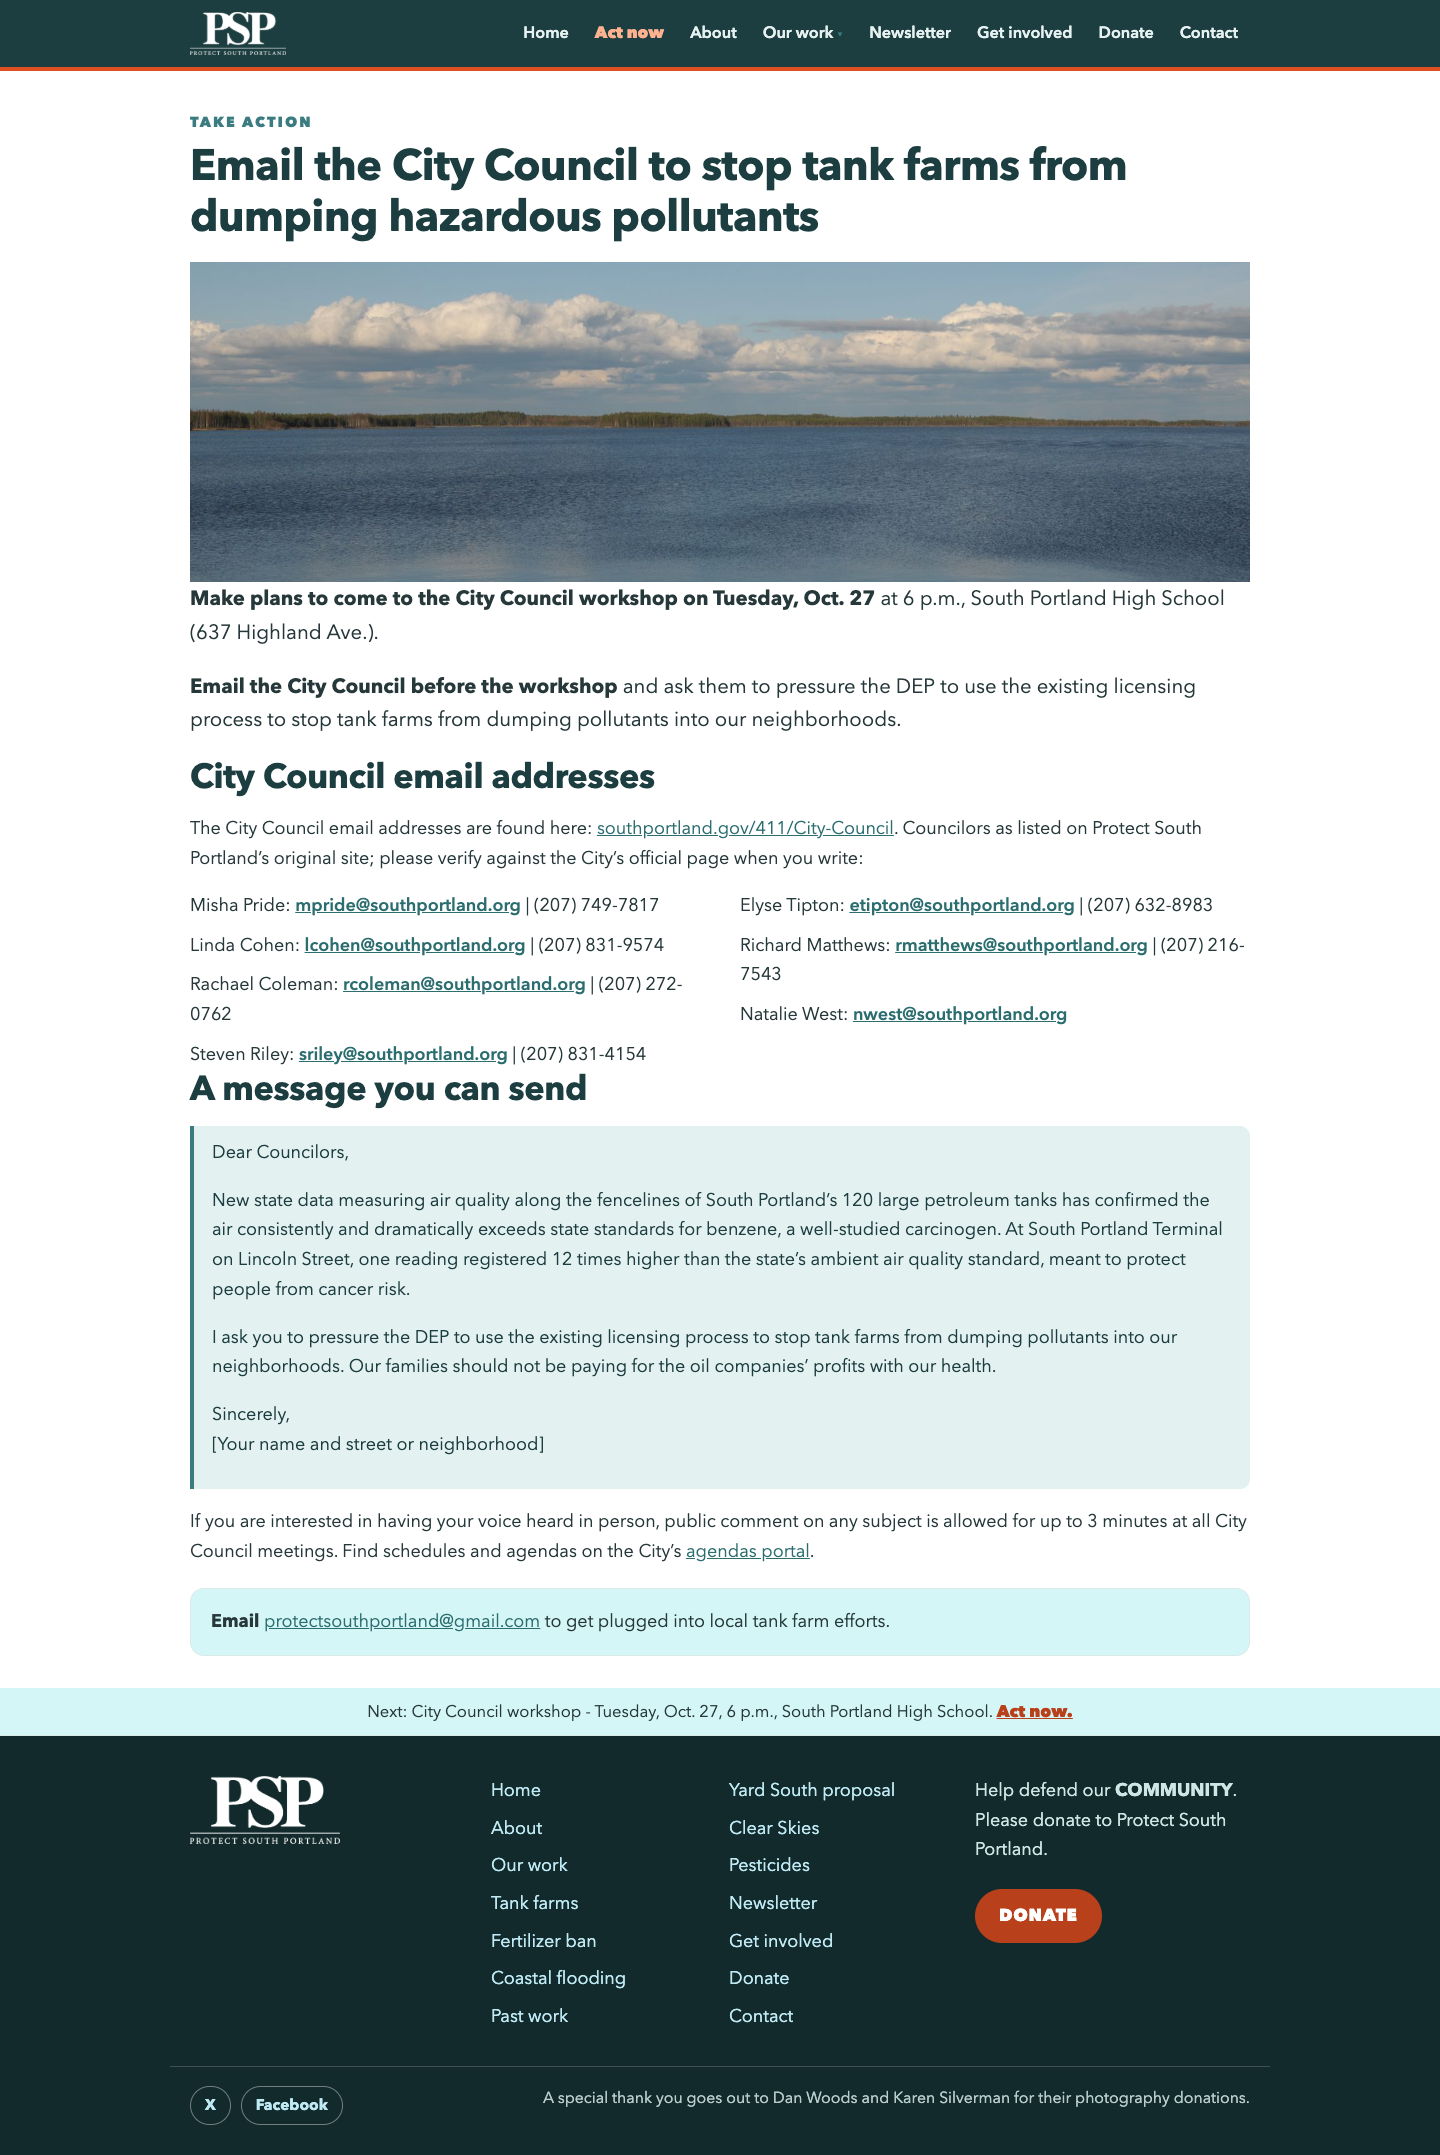 PSP
PROTECT SOUTH PORTLAND
Home Act now About Our work Newsletter Get involved Donate Contact
TAKE ACTION
Email the City Council to stop tank farms from
dumping hazardous pollutants
Make plans to come to the City Council workshop on Tuesday, Oct. 27 at 6 p.m., South Portland High School
(637 Highland Ave.).
Email the City Council before the workshop and ask them to pressure the DEP to use the existing licensing
process to stop tank farms from dumping pollutants into our neighborhoods.
City Council email addresses
The City Council email addresses are found here: southportland.gov/411/City-Council. Councilors as listed on Protect South
Portland’s original site; please verify against the City’s official page when you write:
Misha Pride: mpride@southportland.org | (207) 749-7817
Linda Cohen: lcohen@southportland.org | (207) 831-9574
Rachael Coleman: rcoleman@southportland.org | (207) 272-
0762
Steven Riley: sriley@southportland.org | (207) 831-4154
Elyse Tipton: etipton@southportland.org | (207) 632-8983
Richard Matthews: rmatthews@southportland.org | (207) 216-
7543
Natalie West: nwest@southportland.org
A message you can send
Dear Councilors,
New state data measuring air quality along the fencelines of South Portland’s 120 large petroleum tanks has confirmed the
air consistently and dramatically exceeds state standards for benzene, a well-studied carcinogen. At South Portland Terminal
on Lincoln Street, one reading registered 12 times higher than the state’s ambient air quality standard, meant to protect
people from cancer risk.
I ask you to pressure the DEP to use the existing licensing process to stop tank farms from dumping pollutants into our
neighborhoods. Our families should not be paying for the oil companies’ profits with our health.
Sincerely,
[Your name and street or neighborhood]
If you are interested in having your voice heard in person, public comment on any subject is allowed for up to 3 minutes at all City
Council meetings. Find schedules and agendas on the City’s agendas portal.
Email protectsouthportland@gmail.com to get plugged into local tank farm efforts.
Next: City Council workshop - Tuesday, Oct. 27, 6 p.m., South Portland High School. Act now.
PSP
PROTECT SOUTH PORTLAND
Home
About
Our work
Tank farms
Fertilizer ban
Coastal flooding
Past work
Yard South proposal
Clear Skies
Pesticides
Newsletter
Get involved
Donate
Contact
Help defend our COMMUNITY.
Please donate to Protect South
Portland.
DONATE
X Facebook
A special thank you goes out to Dan Woods and Karen Silverman for their photography donations.